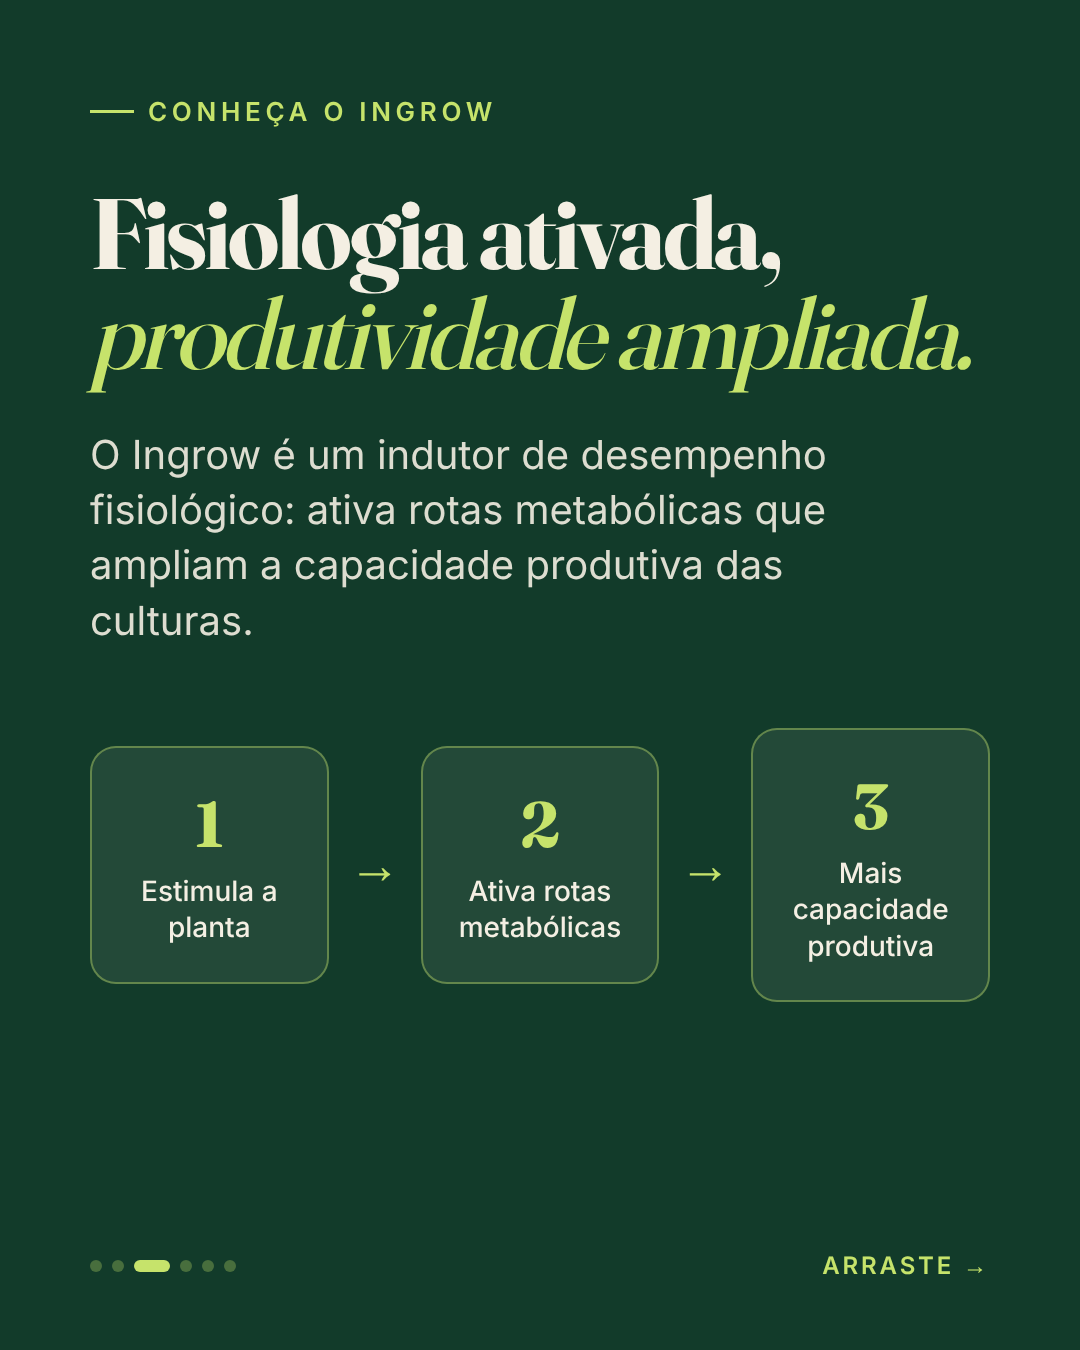 CONHEÇA O INGROW
Fisiologia ativada,
produtividade ampliada.
O Ingrow é um indutor de desempenho
fisiológico: ativa rotas metabólicas que
ampliam a capacidade produtiva das
culturas.
1
Estimula a
planta
→
2
Ativa rotas
metabólicas
→
3
Mais
capacidade
produtiva
ARRASTE →